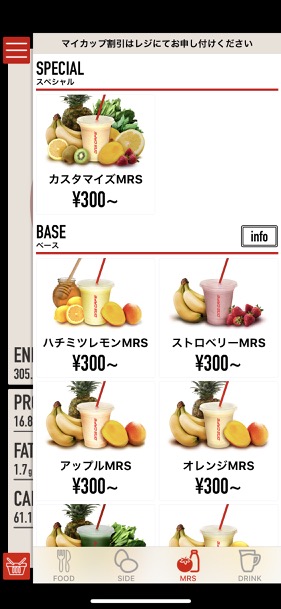 マイカップ割引はレジにてお申し付けください
SPECIAL
スペシャル
カスタマイズMRS
¥300~
BASE
ベース
info
ハチミツレモンMRS
¥300~
ストロベリーMRS
¥300~
アップルMRS
¥300~
オレンジMRS
¥300~
305.
16.8
FAT
1.7g
61.1
FOOD
SIDE
MRS
DRINK